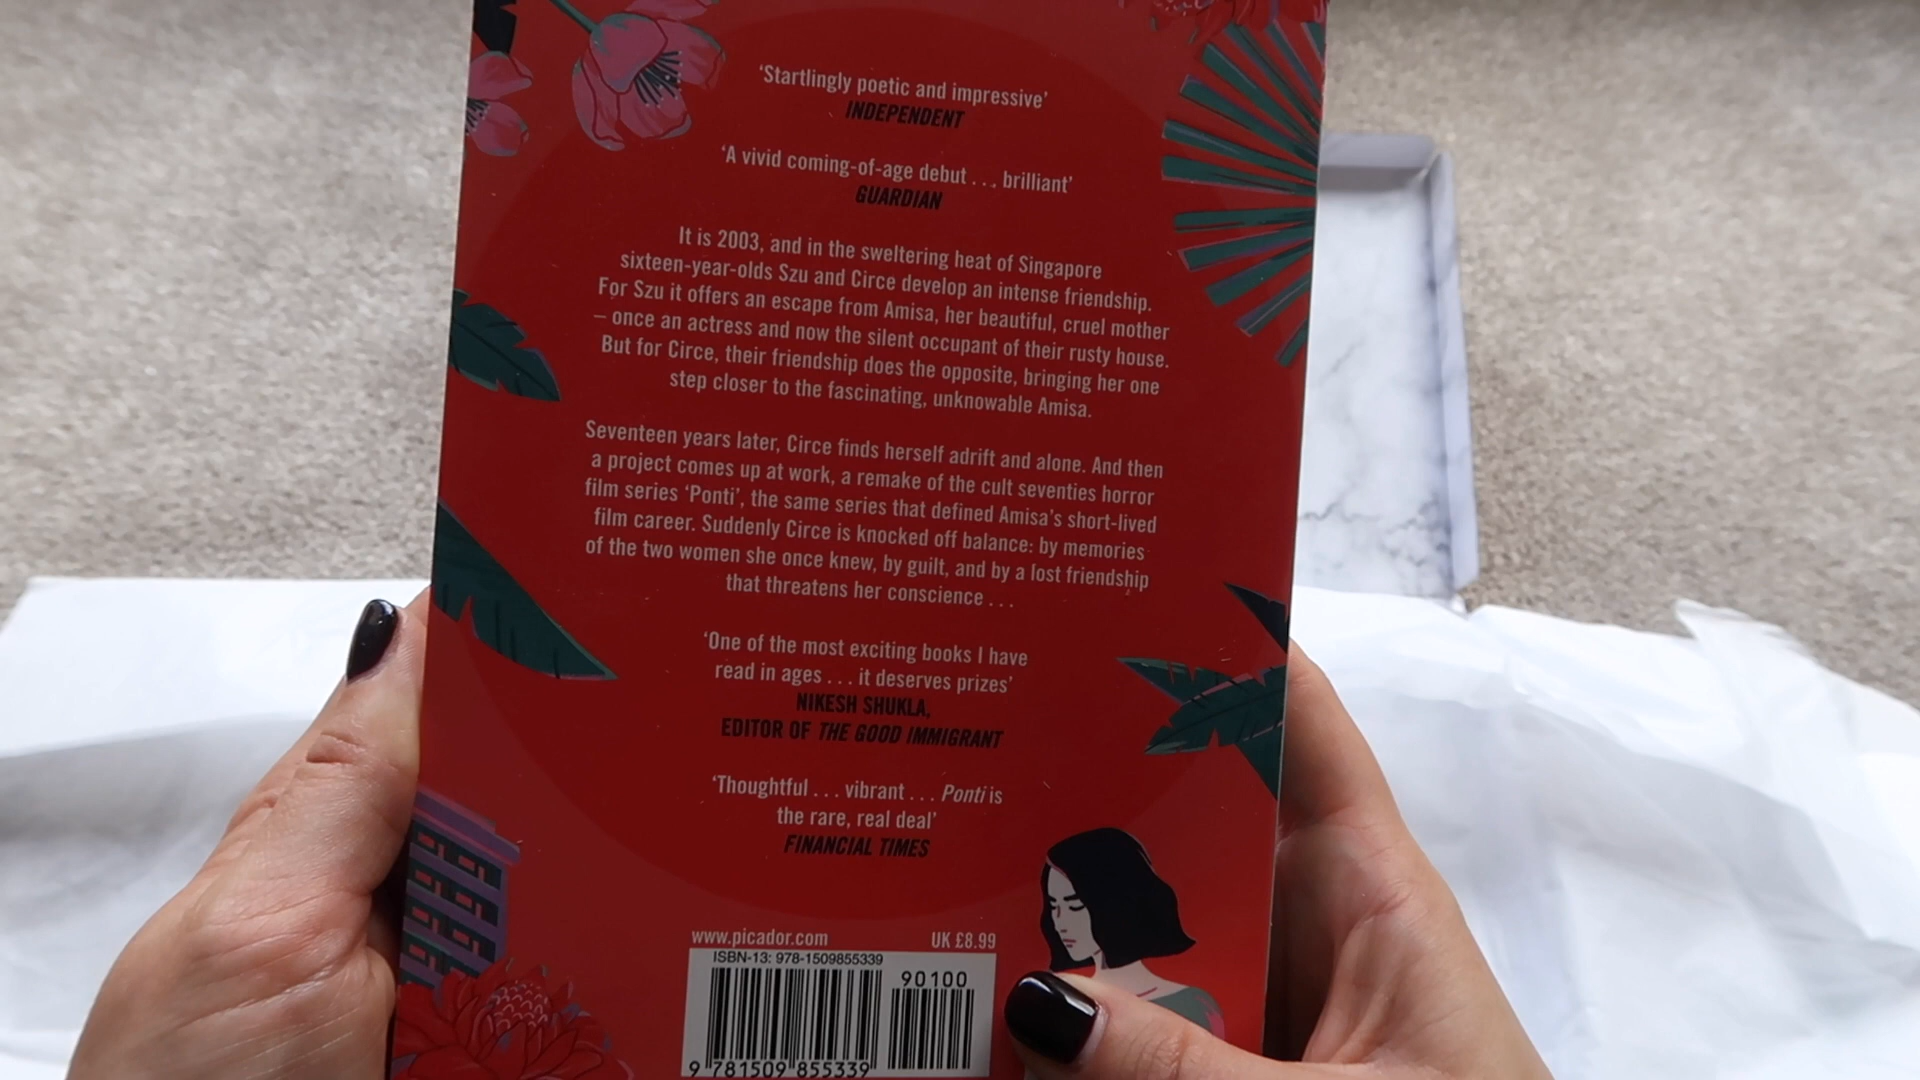 ‘Startlingly poetic and impressive’
INDEPENDENT
‘A vivid coming-of-age debut . . . brilliant’
GUARDIAN
It is 2003, and in the sweltering heat of Singapore
sixteen-year-olds Szu and Circe develop an intense friendship.
For Szu it offers an escape from Amisa, her beautiful, cruel mother
– once an actress and now the silent occupant of their rusty house.
But for Circe, their friendship does the opposite, bringing her one
step closer to the fascinating, unknowable Amisa.
Seventeen years later, Circe finds herself adrift and alone. And then
a project comes up at work, a remake of the cult seventies horror
film series ‘Ponti’, the same series that defined Amisa’s short-lived
film career. Suddenly Circe is knocked off balance: by memories
of the two women she once knew, by guilt, and by a lost friendship
that threatens her conscience . . .
‘One of the most exciting books I have
read in ages . . . it deserves prizes’
NIKESH SHUKLA,
EDITOR OF THE GOOD IMMIGRANT
‘Thoughtful . . . vibrant . . . Ponti is
the rare, real deal’
FINANCIAL TIMES
www.picador.com UK £8.99
ISBN-13: 978-1509855339
90100
9 781509 855339